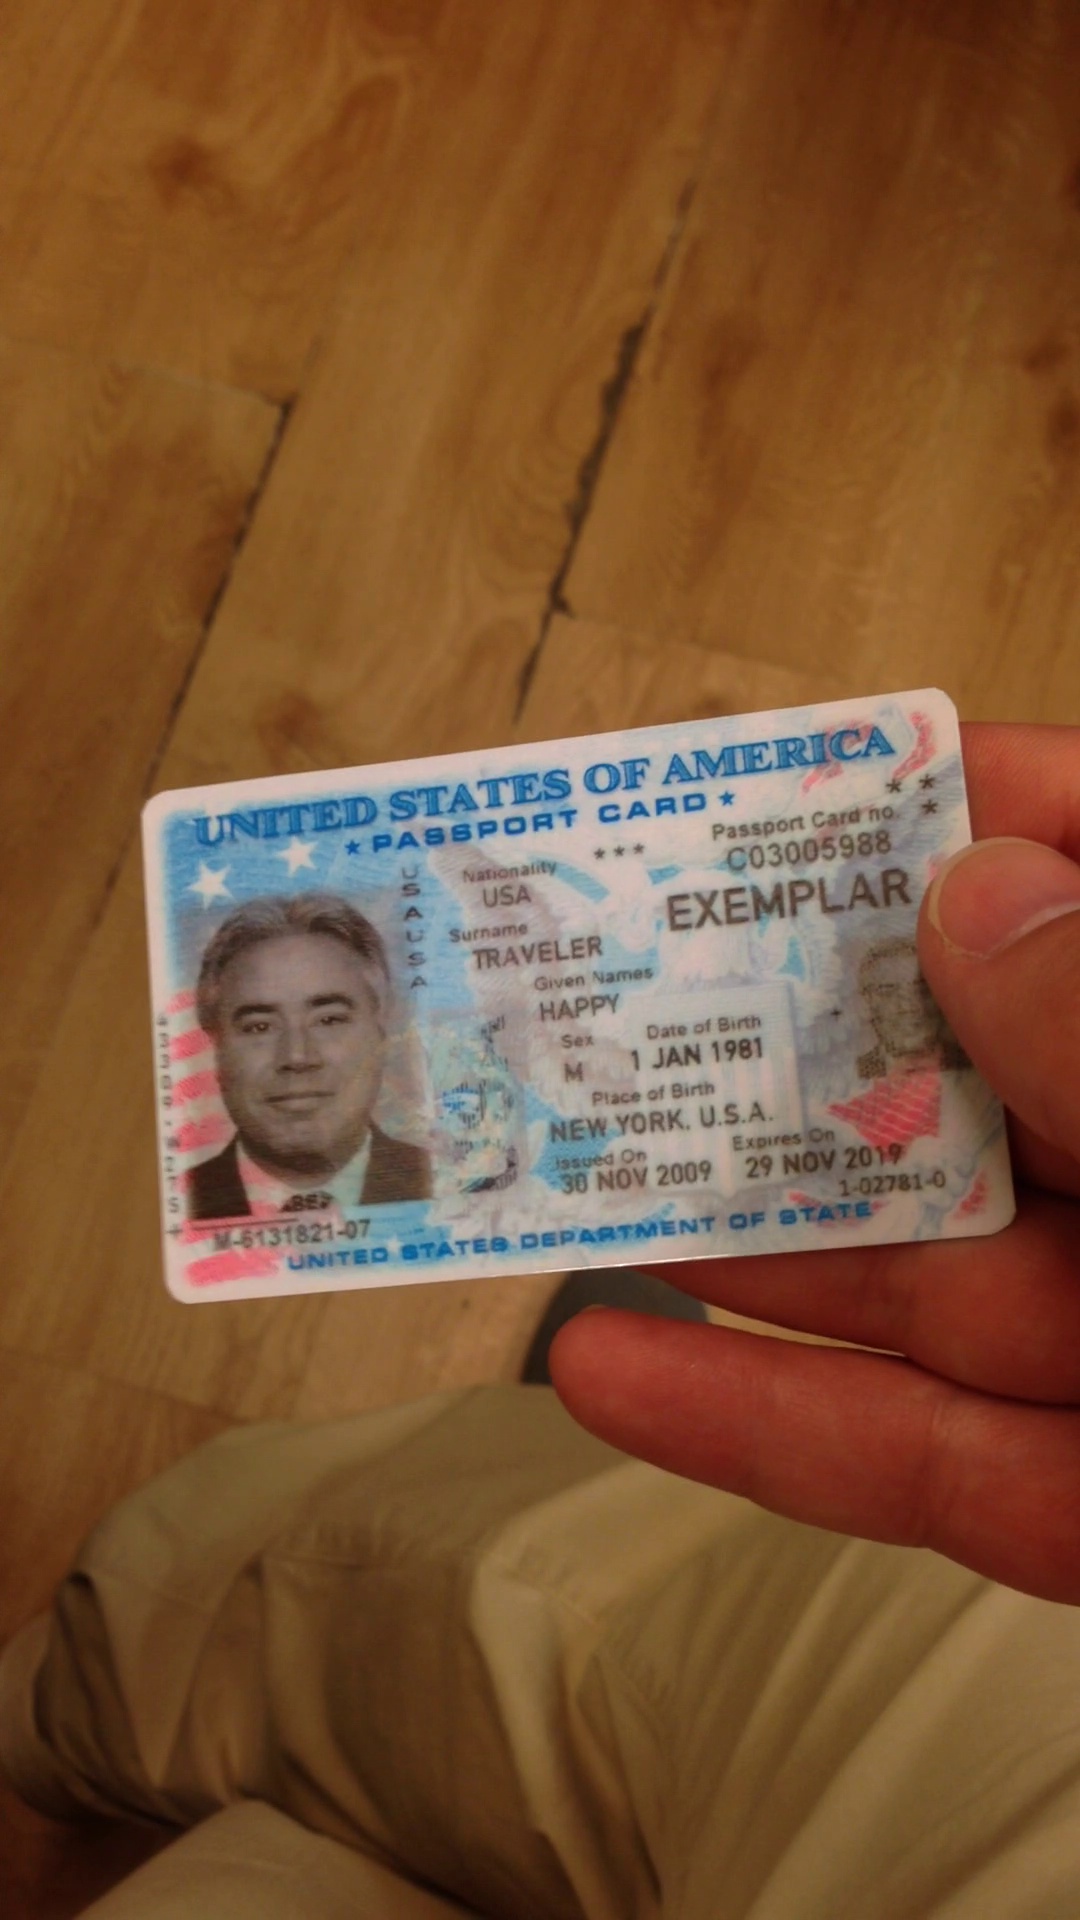 UNITED STATES OF AMERICA
★ PASSPORT CARD ★
Passport Card no.
C03005988
USAUSA
Nationality
***
USA
EXEMPLAR
Surname
TRAVELER
Given Names
HAPPY
Sex
Date of Birth
M
1 JAN 1981
Place of Birth
NEW YORK, U.S.A.
Issued On
Expires On
30 NOV 2009
29 NOV 2019
1-02781-0
M-6131821-07
UNITED STATES DEPARTMENT OF STATE